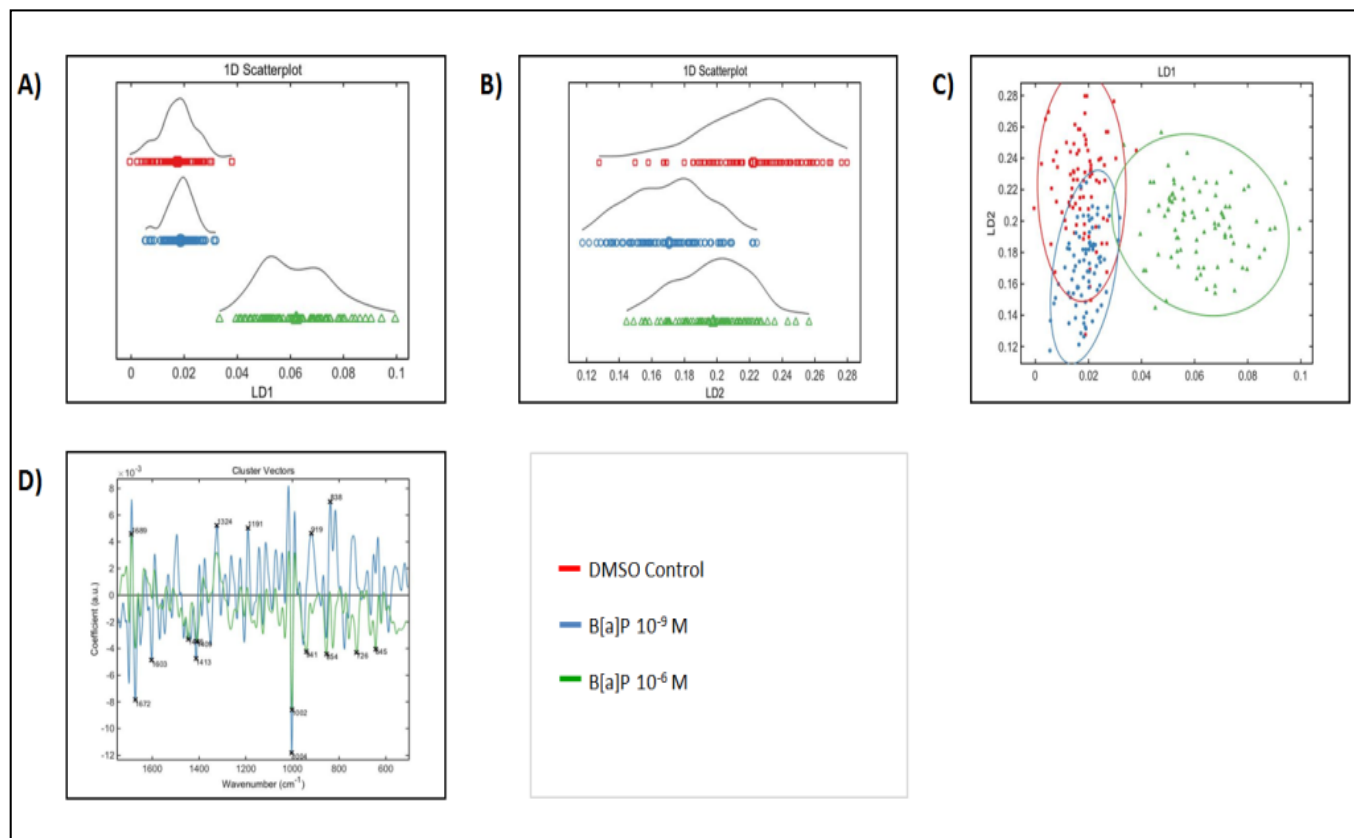 A)
1D Scatterplot
0 0.02 0.04 0.06 0.08 0.1
LD1
B)
1D Scatterplot
0.12 0.14 0.16 0.18 0.2 0.22 0.24 0.26 0.28
LD2
C)
LD1
0.28
0.26
0.24
0.22
0.2
0.18
0.16
0.14
0.12
LD2
0 0.02 0.04 0.06 0.08 0.1
D)
×10⁻³
Cluster Vectors
8
6
4
2
0
-2
-4
-6
-8
-10
-12
Coefficient (a.u.)
1689
1324
1191
919
838
1603
1413
1672
941
854
726
645
1002
1600 1400 1200 1000 800 600
Wavenumber (cm⁻¹)
DMSO Control
B[a]P 10⁻⁹ M
B[a]P 10⁻⁶ M